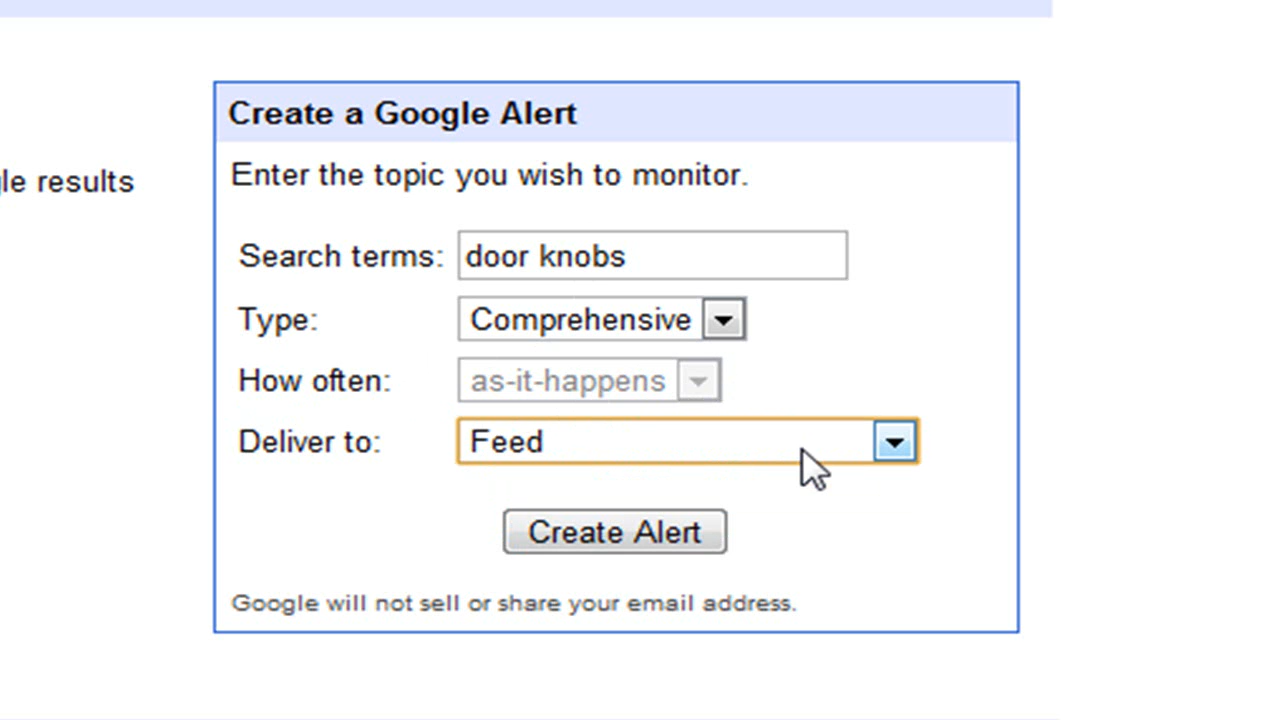 Create a Google Alert
Enter the topic you wish to monitor.
results
Search terms: door knobs
Type: Comprehensive
How often: as-it-happens
Deliver to: Feed
Create Alert
Google will not sell or share your email address.